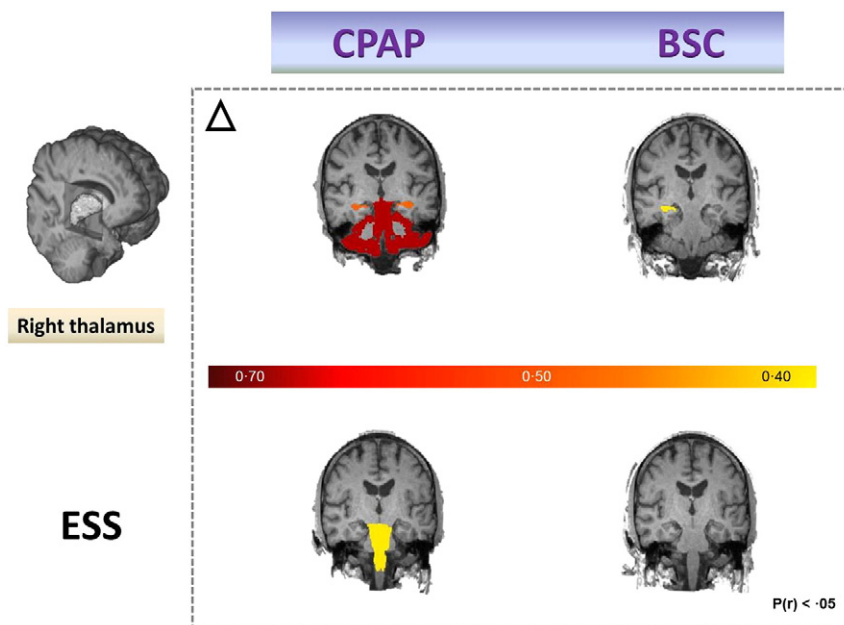 CPAP BSC
Δ
Right thalamus
0·70 0·50 0·40
ESS
P(r) < ·05